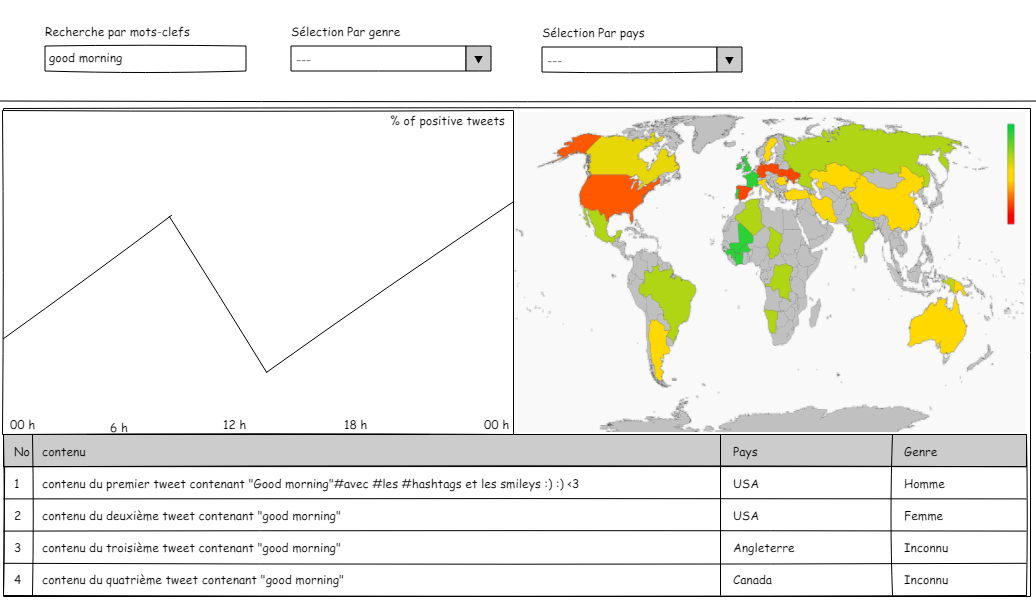 Recherche par mots-clefs
Sélection Par genre
Sélection Par pays
good morning
---
---
% of positive tweets
00 h
6 h
12 h
18 h
00 h
No contenu Pays Genre
1 contenu du premier tweet contenant "Good morning"#avec #les #hashtags et les smileys :) :) <3 USA Homme
2 contenu du deuxième tweet contenant "good morning" USA Femme
3 contenu du troisième tweet contenant "good morning" Angleterre Inconnu
4 contenu du quatrième tweet contenant "good morning" Canada Inconnu